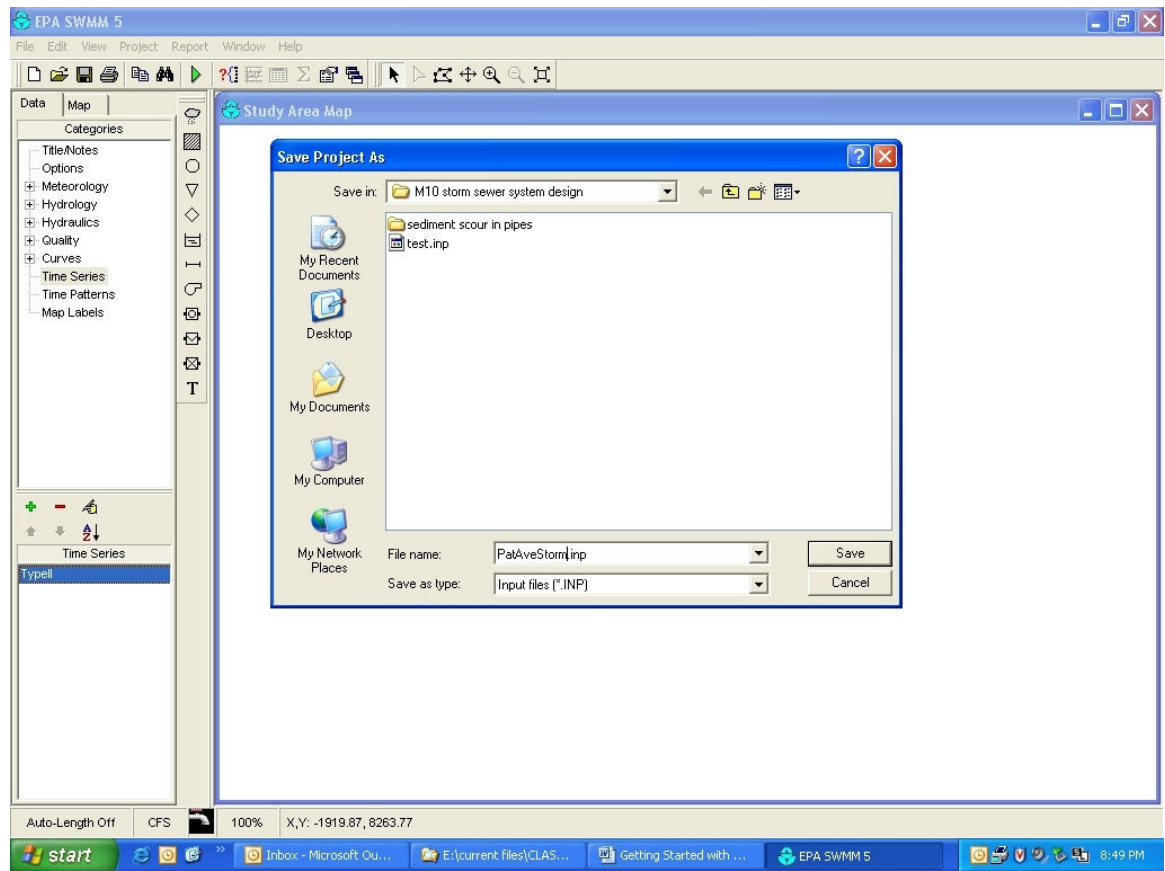 EPA SWMM 5
File Edit View Project Report Window Help
Data Map
Categories
Title/Notes
Options
Meteorology
Hydrology
Hydraulics
Quality
Curves
Time Series
Time Patterns
Map Labels
T
Time Series
TypeII
Study Area Map
Save Project As
Save in: M10 storm sewer system design
sediment scour in pipes
test.inp
My Recent
Documents
Desktop
My Documents
My Computer
My Network
Places
File name: PatAveStorm.inp
Save
Save as type: Input files (*.INP)
Cancel
Auto-Length Off CFS 100% X,Y: -1919.87, 8263.77
start Inbox - Microsoft Ou... E:\current files\CLAS... Getting Started with ... EPA SWMM 5 8:49 PM